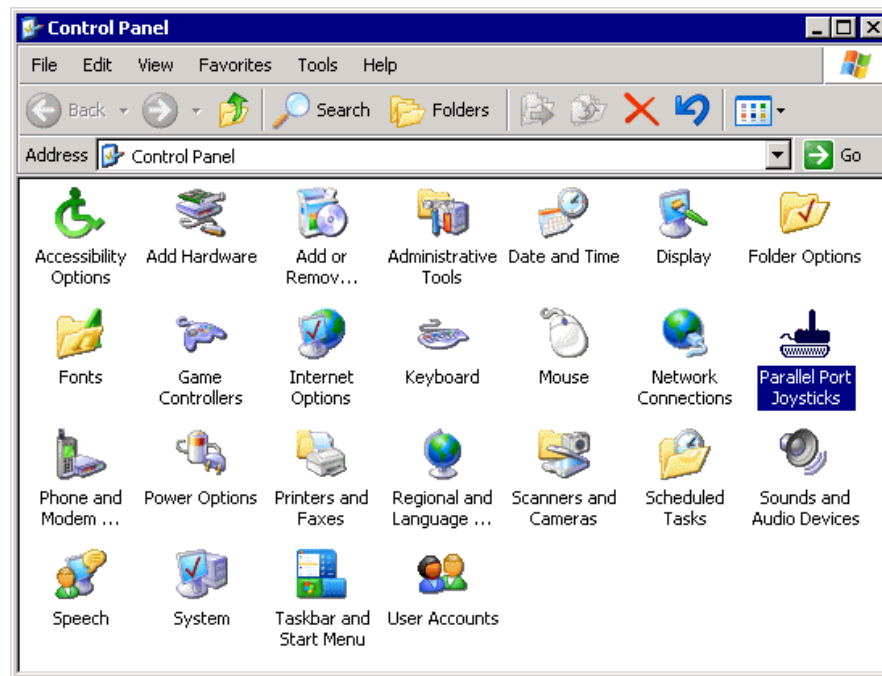 Control Panel
File Edit View Favorites Tools Help
Back Search Folders
Address Control Panel Go
Accessibility Options
Add Hardware
Add or Remov...
Administrative Tools
Date and Time
Display
Folder Options
Fonts
Game Controllers
Internet Options
Keyboard
Mouse
Network Connections
Parallel Port Joysticks
Phone and Modem ...
Power Options
Printers and Faxes
Regional and Language ...
Scanners and Cameras
Scheduled Tasks
Sounds and Audio Devices
Speech
System
Taskbar and Start Menu
User Accounts